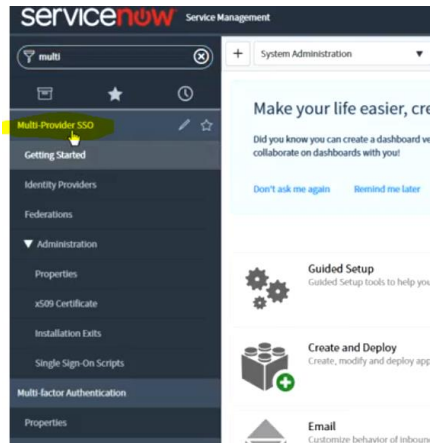 servicenow Service Management
multi
+ System Administration
Multi-Provider SSO
Getting Started
Identity Providers
Federations
Administration
Properties
x509 Certificate
Installation Exits
Single Sign-On Scripts
Multi-factor Authentication
Properties
Make your life easier, cre
Did you know you can create a dashboard ve
collaborate on dashboards with you!
Don't ask me again Remind me later
Guided Setup
Guided Setup tools to help you
Create and Deploy
Create, modify and deploy app
Email
Customize behavior of inboun